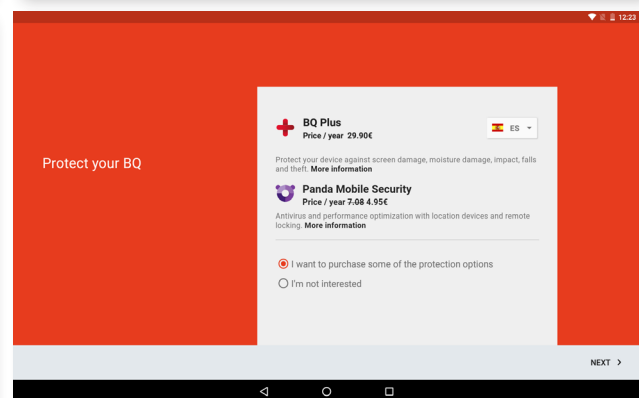 12:23
Protect your BQ
BQ Plus
Price / year 29.90€
ES
Protect your device against screen damage, moisture damage, impact, falls
and theft. More information
Panda Mobile Security
Price / year 7.08 4.95€
Antivirus and performance optimization with location devices and remote
locking. More information
I want to purchase some of the protection options
I'm not interested
NEXT